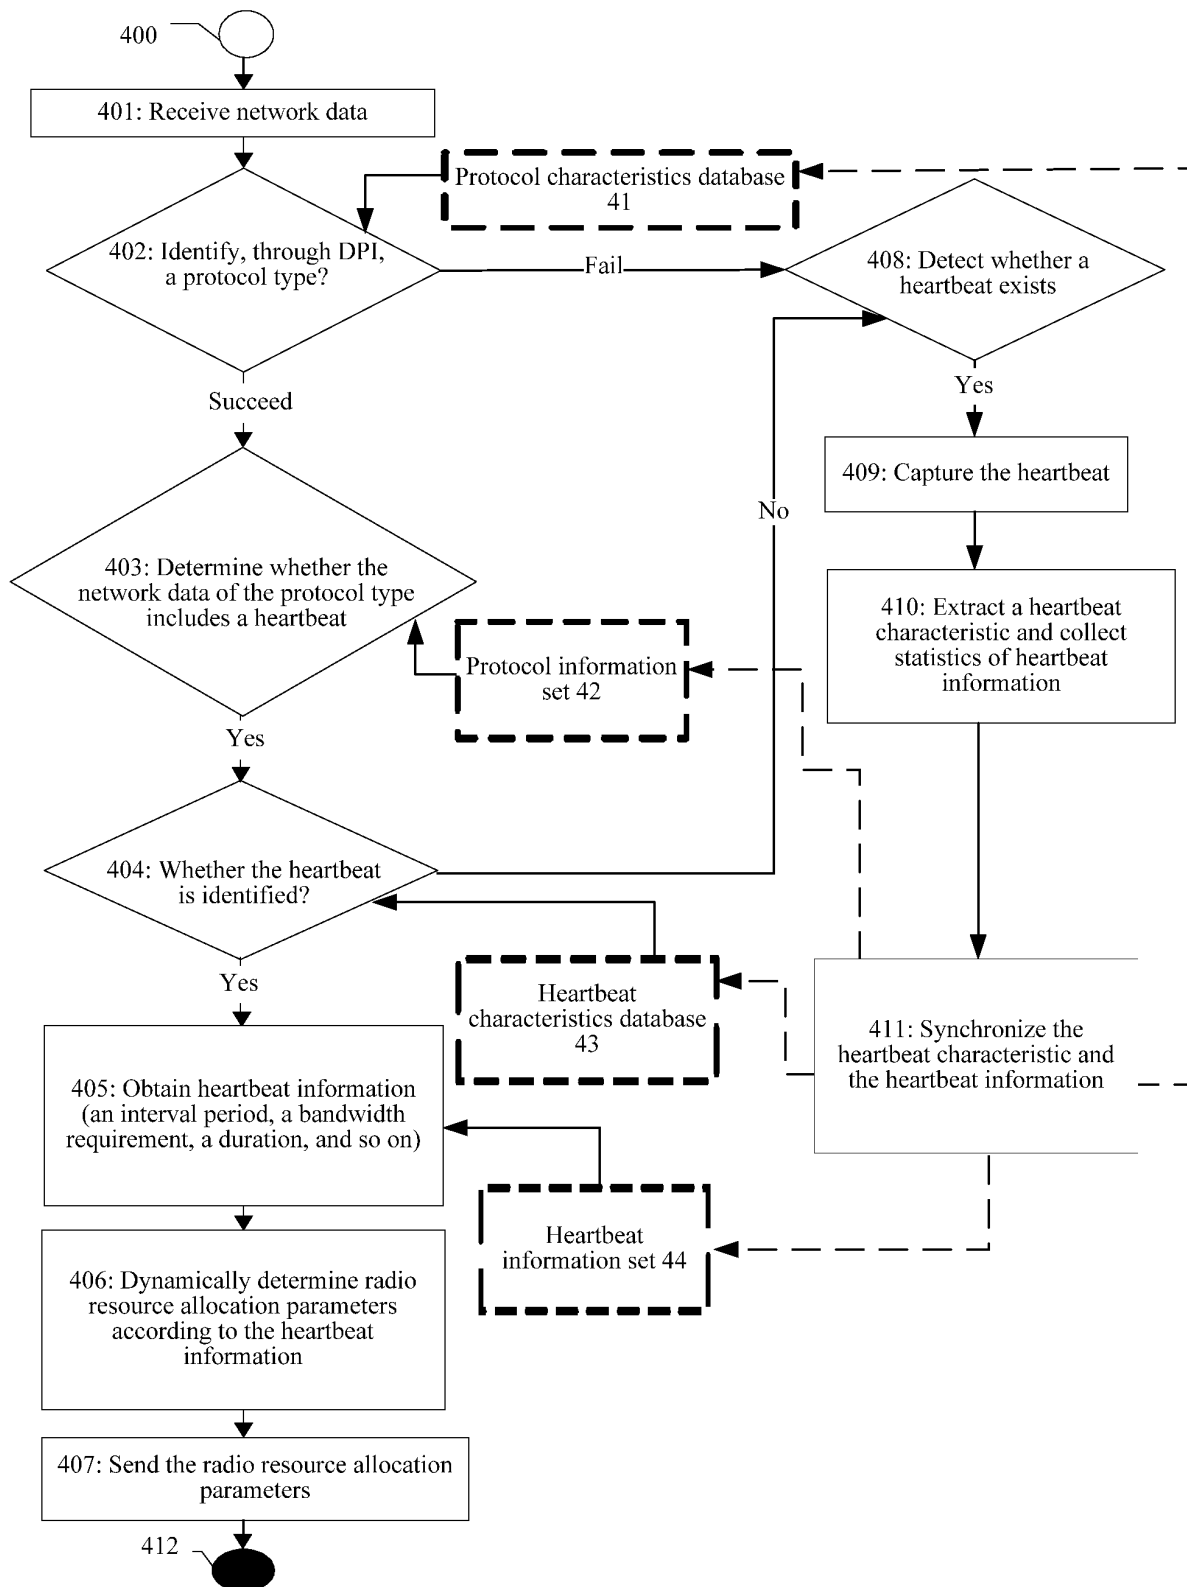 400
401: Receive network data
Protocol characteristics database
41
402: Identify, through DPI,
a protocol type?
Fail
408: Detect whether a
heartbeat exists
Succeed
Yes
409: Capture the heartbeat
No
403: Determine whether the
network data of the protocol type
includes a heartbeat
410: Extract a heartbeat
characteristic and collect
statistics of heartbeat
information
Protocol information
set 42
Yes
404: Whether the heartbeat
is identified?
Yes
Heartbeat
characteristics database
43
411: Synchronize the
heartbeat characteristic and
the heartbeat information
405: Obtain heartbeat information
(an interval period, a bandwidth
requirement, a duration, and so on)
Heartbeat
information set 44
406: Dynamically determine radio
resource allocation parameters
according to the heartbeat
information
407: Send the radio resource allocation
parameters
412